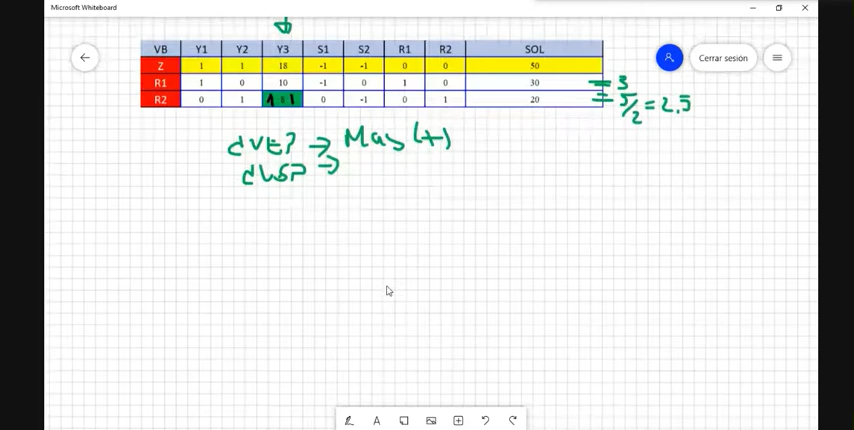 Microsoft Whiteboard
VB Y1 Y2 Y3 S1 S2 R1 R2 SOL
Z 1 1 18 -1 -1 0 0 50
R1 1 0 10 -1 0 1 0 30
R2 0 1 8 0 -1 0 1 20
= 3
= 5/2 = 2.5
¿VE? → Mas (+)
¿VS? →
Cerrar sesión